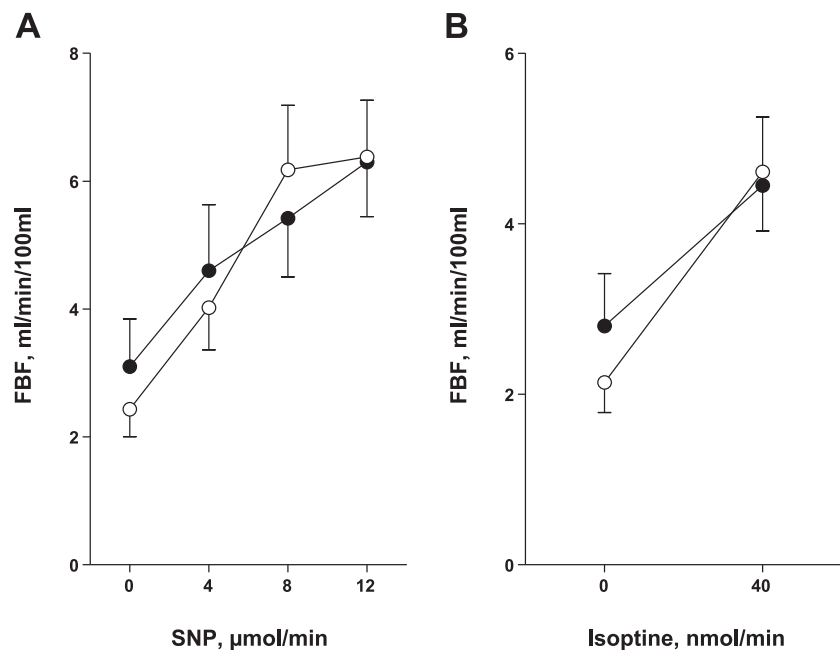 A
8
6
4
2
0
FBF, ml/min/100ml
0 4 8 12
SNP, µmol/min
B
6
4
2
0
FBF, ml/min/100ml
0 40
Isoptine, nmol/min